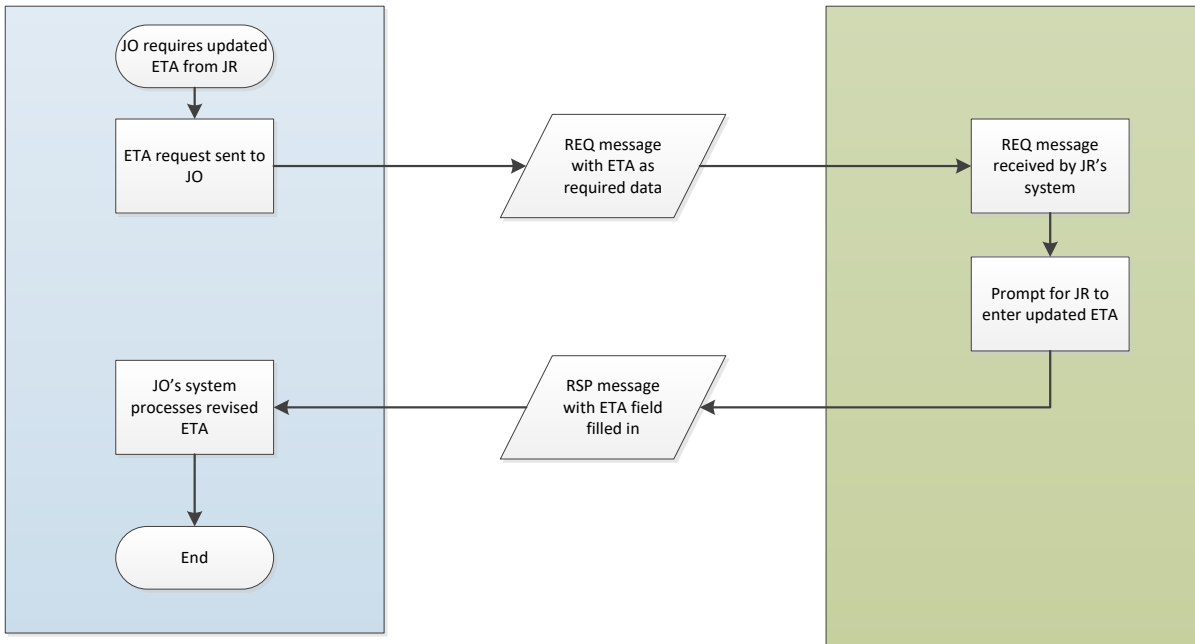 JO requires updated
ETA from JR
ETA request sent to
JO
REQ message
with ETA as
required data
REQ message
received by JR’s
system
Prompt for JR to
enter updated ETA
RSP message
with ETA field
filled in
JO’s system
processes revised
ETA
End